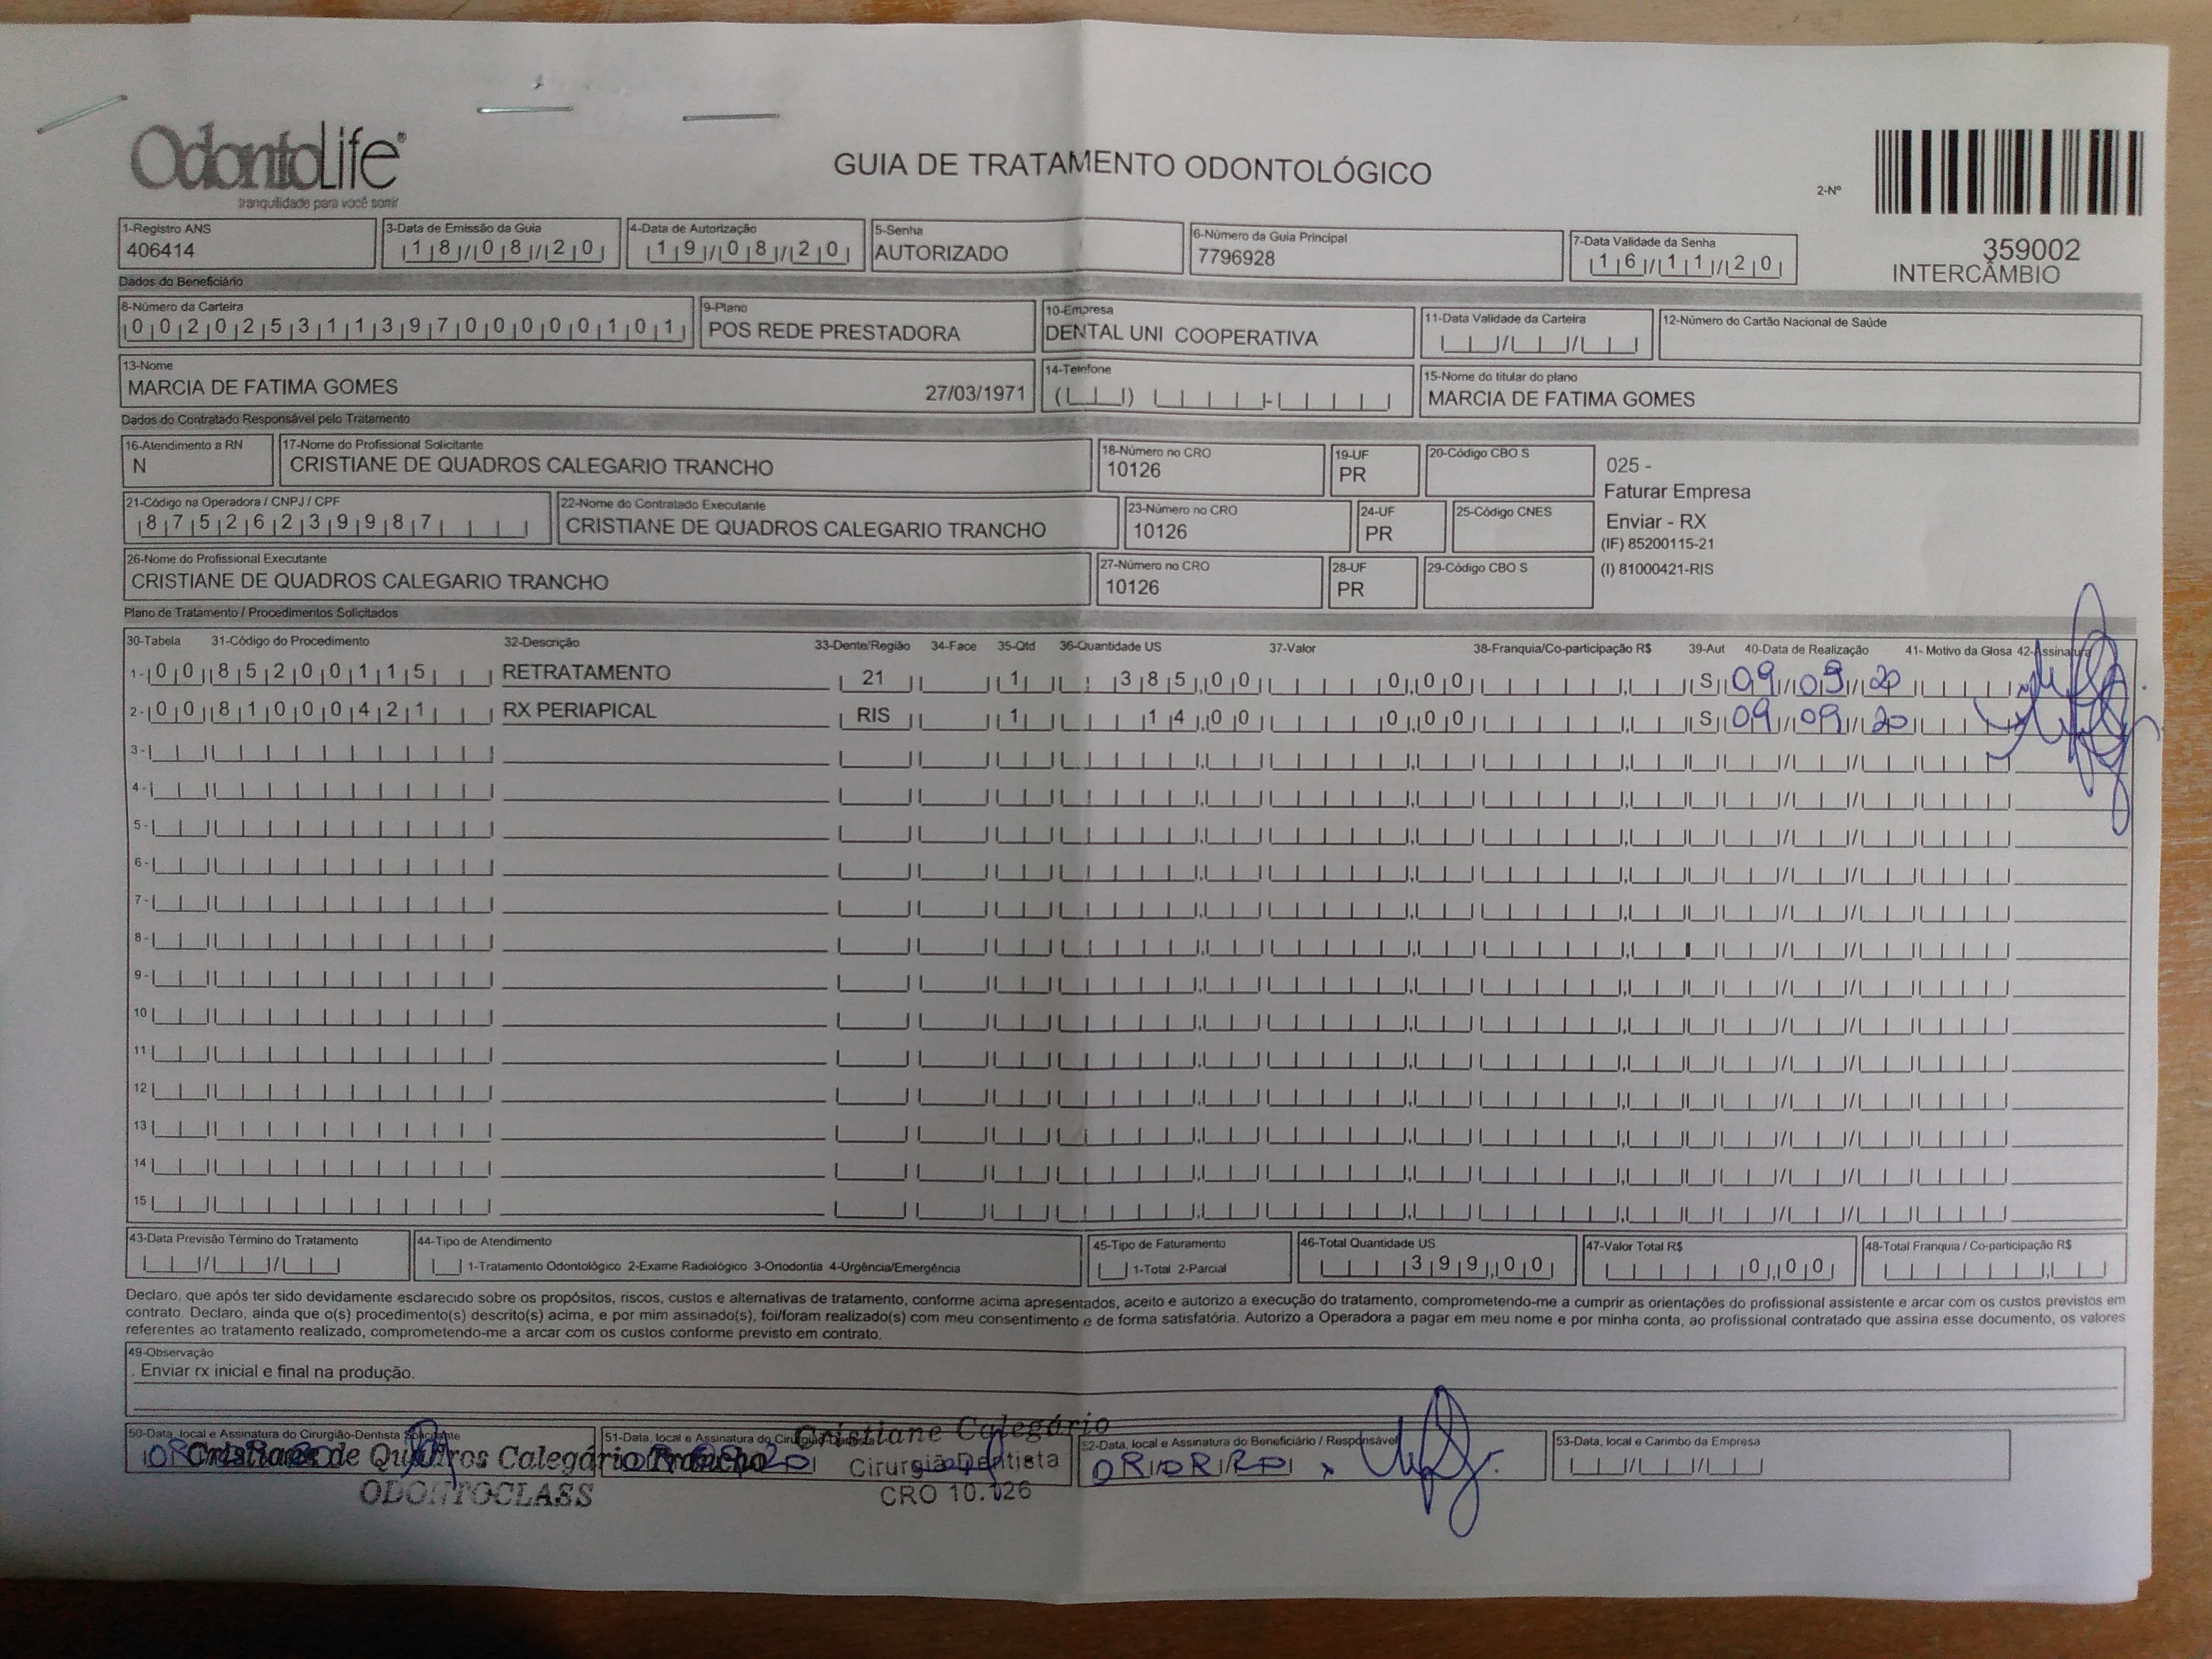 OdontoLife®
tranquilidade para você sorrir
GUIA DE TRATAMENTO ODONTOLÓGICO
2-Nº
359002
INTERCÂMBIO
1-Registro ANS
406414
3-Data de Emissão da Guia
18/08/20
4-Data de Autorização
19/08/20
5-Senha
AUTORIZADO
6-Número da Guia Principal
7796928
7-Data Validade da Senha
16/11/20
Dados do Beneficiário
8-Número da Carteira
00202531139700000101
9-Plano
POS REDE PRESTADORA
10-Empresa
DENTAL UNI COOPERATIVA
11-Data Validade da Carteira
12-Número do Cartão Nacional de Saúde
13-Nome
MARCIA DE FATIMA GOMES 27/03/1971
14-Telefone
15-Nome do titular do plano
MARCIA DE FATIMA GOMES
Dados do Contratado Responsável pelo Tratamento
16-Atendimento a RN
N
17-Nome do Profissional Solicitante
CRISTIANE DE QUADROS CALEGARIO TRANCHO
18-Número no CRO
10126
19-UF
PR
20-Código CBO S
025 -
Faturar Empresa
Enviar - RX
(IF) 85200115-21
(I) 81000421-RIS
21-Código na Operadora / CNPJ / CPF
87526239987
22-Nome do Contratado Executante
CRISTIANE DE QUADROS CALEGARIO TRANCHO
23-Número no CRO
10126
24-UF
PR
25-Código CNES
26-Nome do Profissional Executante
CRISTIANE DE QUADROS CALEGARIO TRANCHO
27-Número no CRO
10126
28-UF
PR
29-Código CBO S
Plano de Tratamento / Procedimentos Solicitados
30-Tabela 31-Código do Procedimento 32-Descrição 33-Dente/Região 34-Face 35-Qtd 36-Quantidade US 37-Valor 38-Franquia/Co-participação R$ 39-Aut 40-Data de Realização 41- Motivo da Glosa 42-Assinatura
1- 00 85200115 RETRATAMENTO 21 1 385,00 0,00 S 09/09/20
2- 00 81000421 RX PERIAPICAL RIS 1 14,00 0,00 S 09/09/20
3-
4-
5-
6-
7-
8-
9-
10
11
12
13
14
15
43-Data Previsão Término do Tratamento
44-Tipo de Atendimento
1-Tratamento Odontológico 2-Exame Radiológico 3-Ortodontia 4-Urgência/Emergência
45-Tipo de Faturamento
1-Total 2-Parcial
46-Total Quantidade US
399,00
47-Valor Total R$
0,00
48-Total Franquia / Co-participação R$
Declaro, que após ter sido devidamente esclarecido sobre os propósitos, riscos, custos e alternativas de tratamento, conforme acima apresentados, aceito e autorizo a execução do tratamento, comprometendo-me a cumprir as orientações do profissional assistente e arcar com os custos previstos em
contrato. Declaro, ainda que o(s) procedimento(s) descrito(s) acima, e por mim assinado(s), foi/foram realizado(s) com meu consentimento e de forma satisfatória. Autorizo a Operadora a pagar em meu nome e por minha conta, ao profissional contratado que assina esse documento, os valores
referentes ao tratamento realizado, comprometendo-me a arcar com os custos conforme previsto em contrato.
49-Observação
. Enviar rx inicial e final na produção.
50-Data, local e Assinatura do Cirurgião-Dentista Solicitante
Cristiane de Quadros Calegário Trancho
ODONTOCLASS
51-Data, local e Assinatura do Cirurgião-Dentista
Cristiane Calegário
Cirurgião Dentista
CRO 10.126
52-Data, local e Assinatura do Beneficiário / Responsável
53-Data, local e Carimbo da Empresa